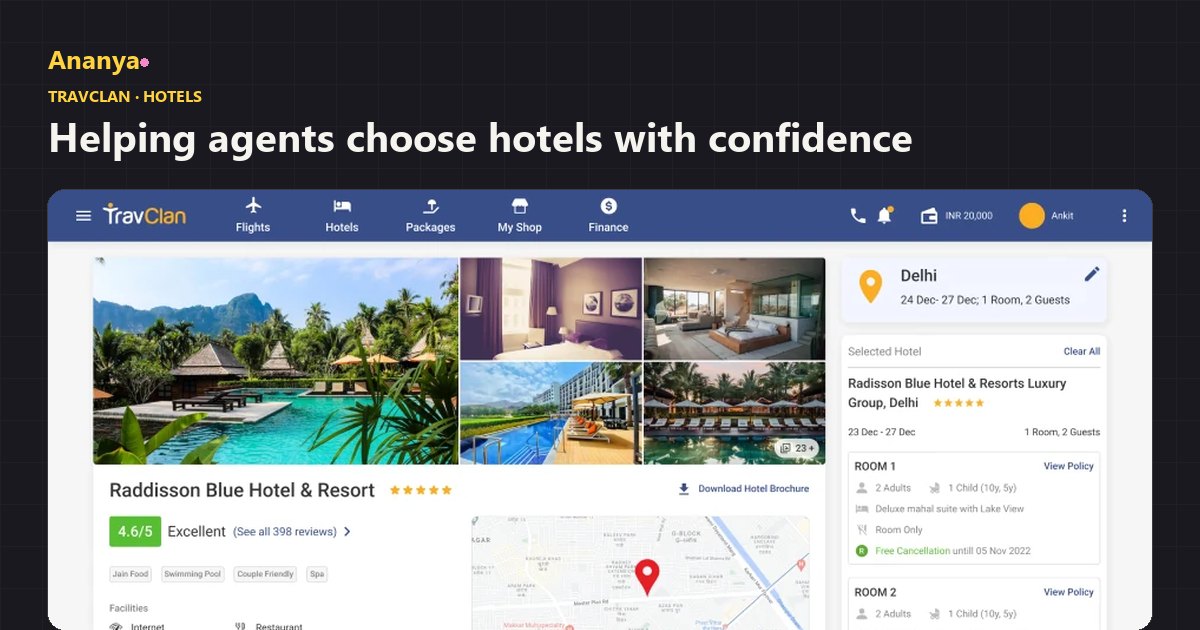 Ananya
TRAVCLAN · HOTELS
Helping agents choose hotels with confidence
TravClan
Flights
Hotels
Packages
My Shop
Finance
INR 20,000
Ankit
23 +
Delhi
24 Dec- 27 Dec; 1 Room, 2 Guests
Selected Hotel
Clear All
Radisson Blue Hotel & Resorts Luxury
Group, Delhi
23 Dec - 27 Dec
1 Room, 2 Guests
ROOM 1
View Policy
2 Adults
1 Child (10y, 5y)
Deluxe mahal suite with Lake View
Room Only
R
Free Cancellation untill 05 Nov 2022
ROOM 2
View Policy
2 Adults
1 Child (10y, 5y)
Raddisson Blue Hotel & Resort
Download Hotel Brochure
4.6/5
Excellent
(See all 398 reviews)
Jain Food
Swimming Pool
Couple Friendly
Spa
Facilities
Internet
Restaurant
G-BLOCK